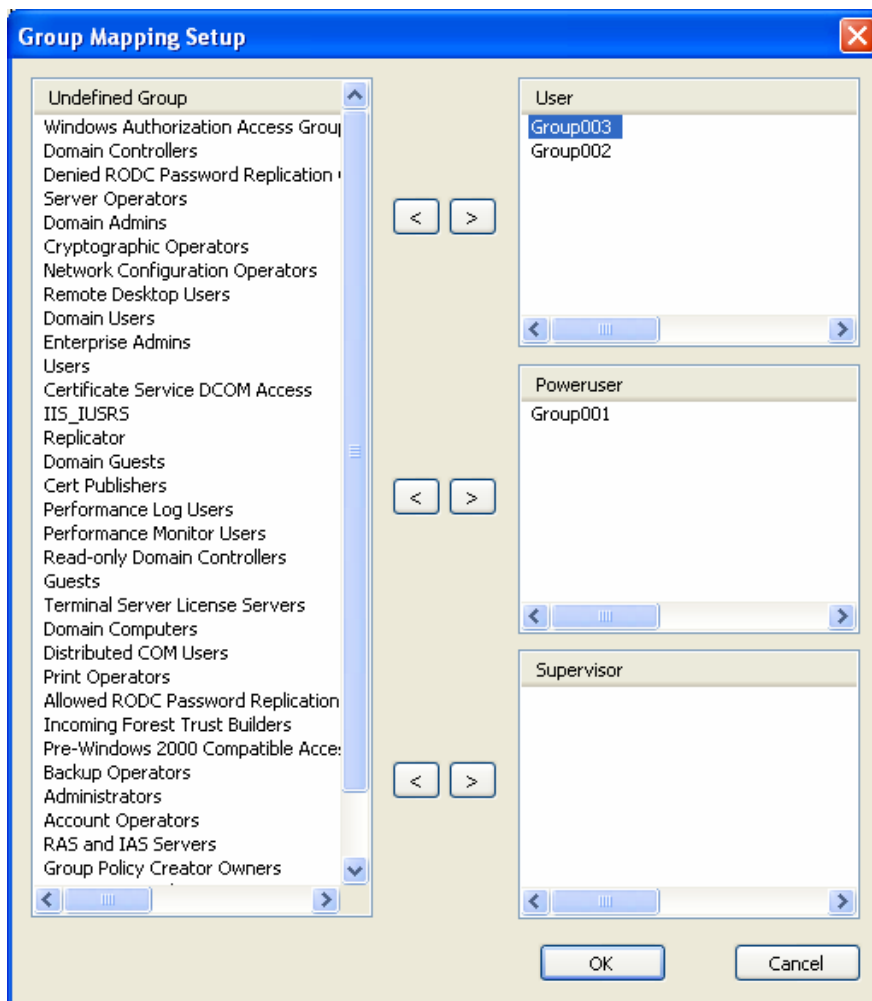 Group Mapping Setup
Undefined Group
Windows Authorization Access Grou
Domain Controllers
Denied RODC Password Replication
Server Operators
Domain Admins
Cryptographic Operators
Network Configuration Operators
Remote Desktop Users
Domain Users
Enterprise Admins
Users
Certificate Service DCOM Access
IIS_IUSRS
Replicator
Domain Guests
Cert Publishers
Performance Log Users
Performance Monitor Users
Read-only Domain Controllers
Guests
Terminal Server License Servers
Domain Computers
Distributed COM Users
Print Operators
Allowed RODC Password Replication
Incoming Forest Trust Builders
Pre-Windows 2000 Compatible Acce
Backup Operators
Administrators
Account Operators
RAS and IAS Servers
Group Policy Creator Owners
< >
< >
< >
User
Group003
Group002
Poweruser
Group001
Supervisor
OK
Cancel